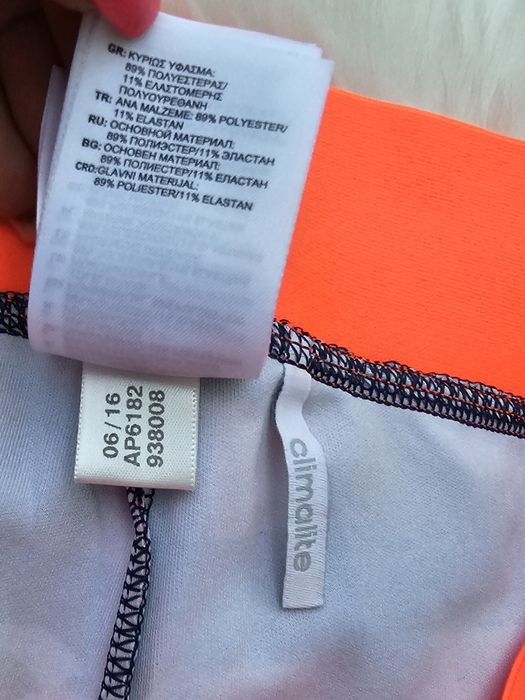 GR: ΚΥΡΙΩΣ ΥΦΑΣΜΑ:
89% ΠΟΛΥΕΣΤΕΡΑΣ/
11% ΕΛΑΣΤΟΜΕΡΗΣ
ΠΟΛΥΟΥΡΕΘΑΝΗ
TR: ANA MALZEME: 89% POLYESTER/
11% ELASTAN
RU: ОСНОВНОЙ МАТЕРИАЛ:
89% ПОЛИЭСТЕР/11% ЭЛАСТАН
BG: ОСНОВЕН МАТЕРИАЛ:
89% ПОЛИЕСТЕР/11% ЕЛАСТАН
CRO:GLAVNI MATERIJAL:
89% POLIESTER/11% ELASTAN
06/16
AP6182
938008
climalite